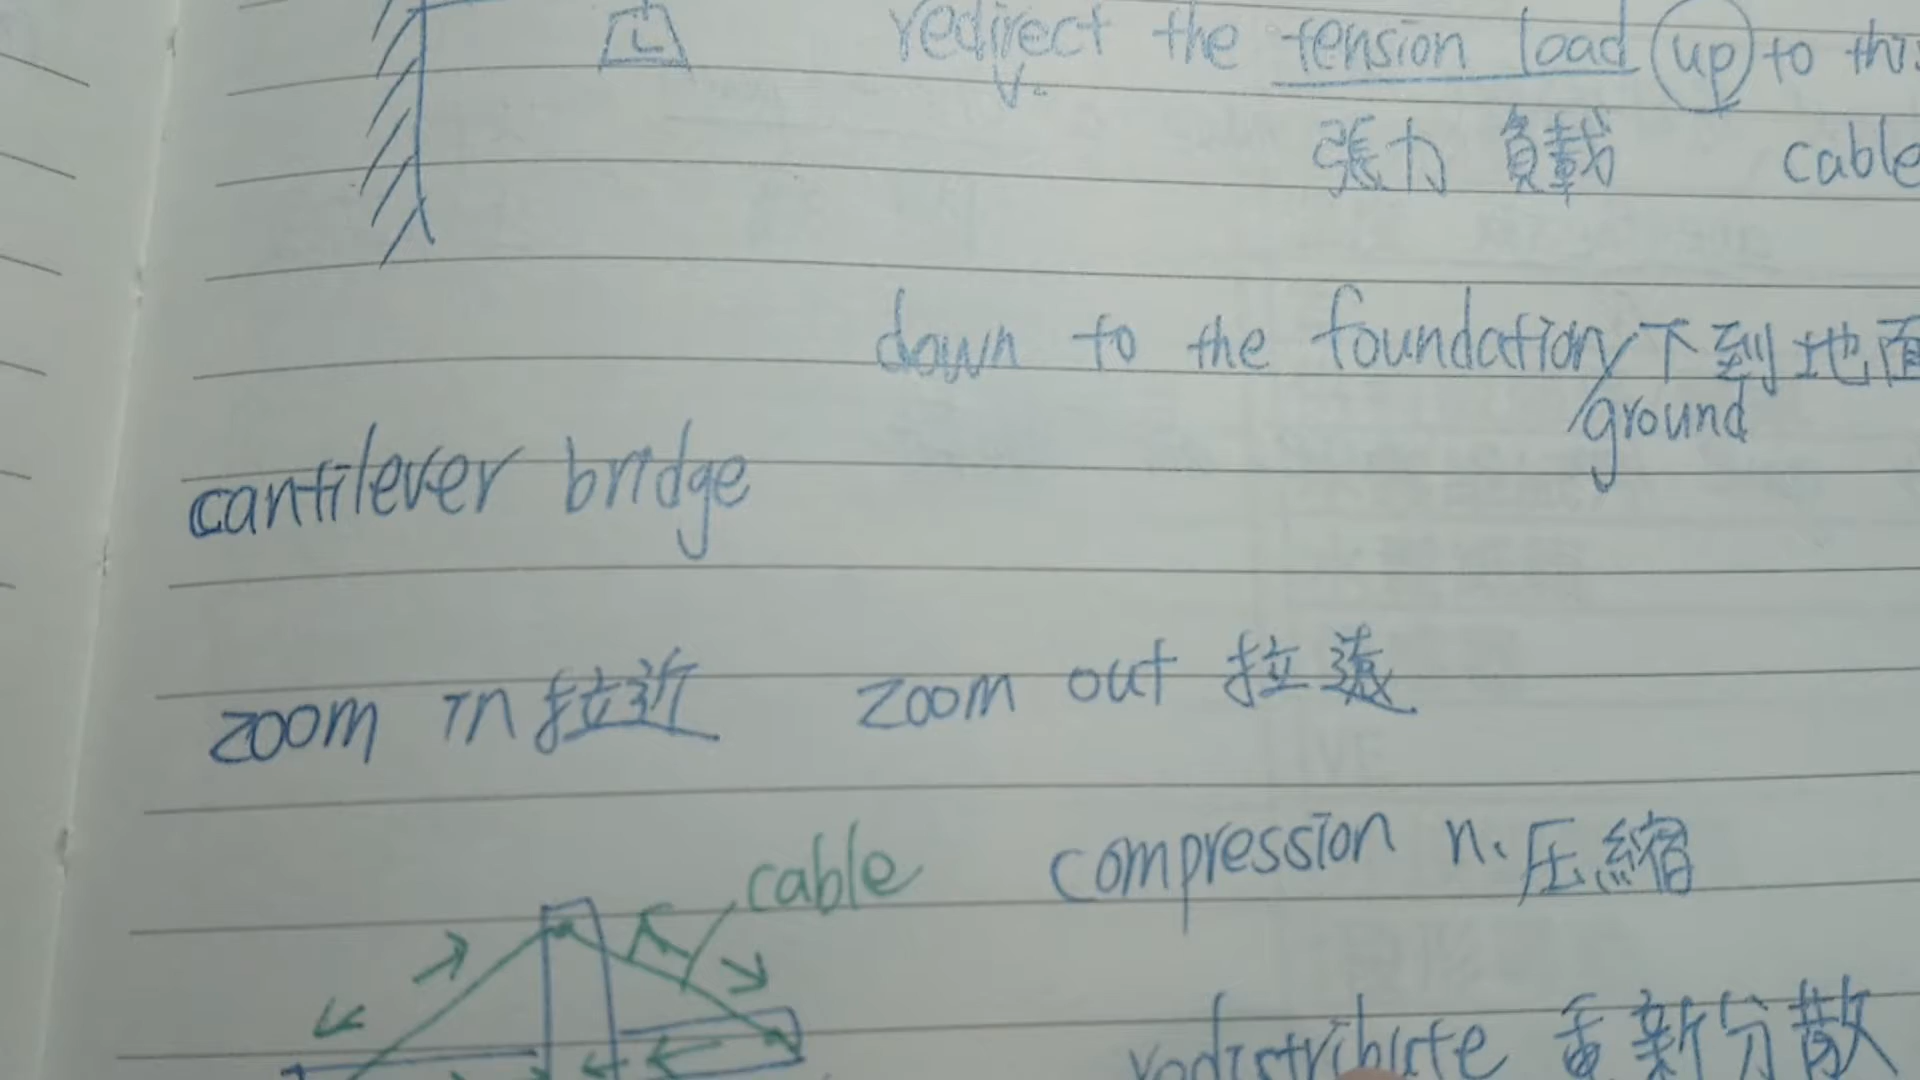 L
redirect the tension load up to this
v.
張力 負載 cable
down to the foundation/下到地面
ground
cantilever bridge
zoom in 拉近 zoom out 拉遠
cable compression n. 压縮
redistribute 重新分散